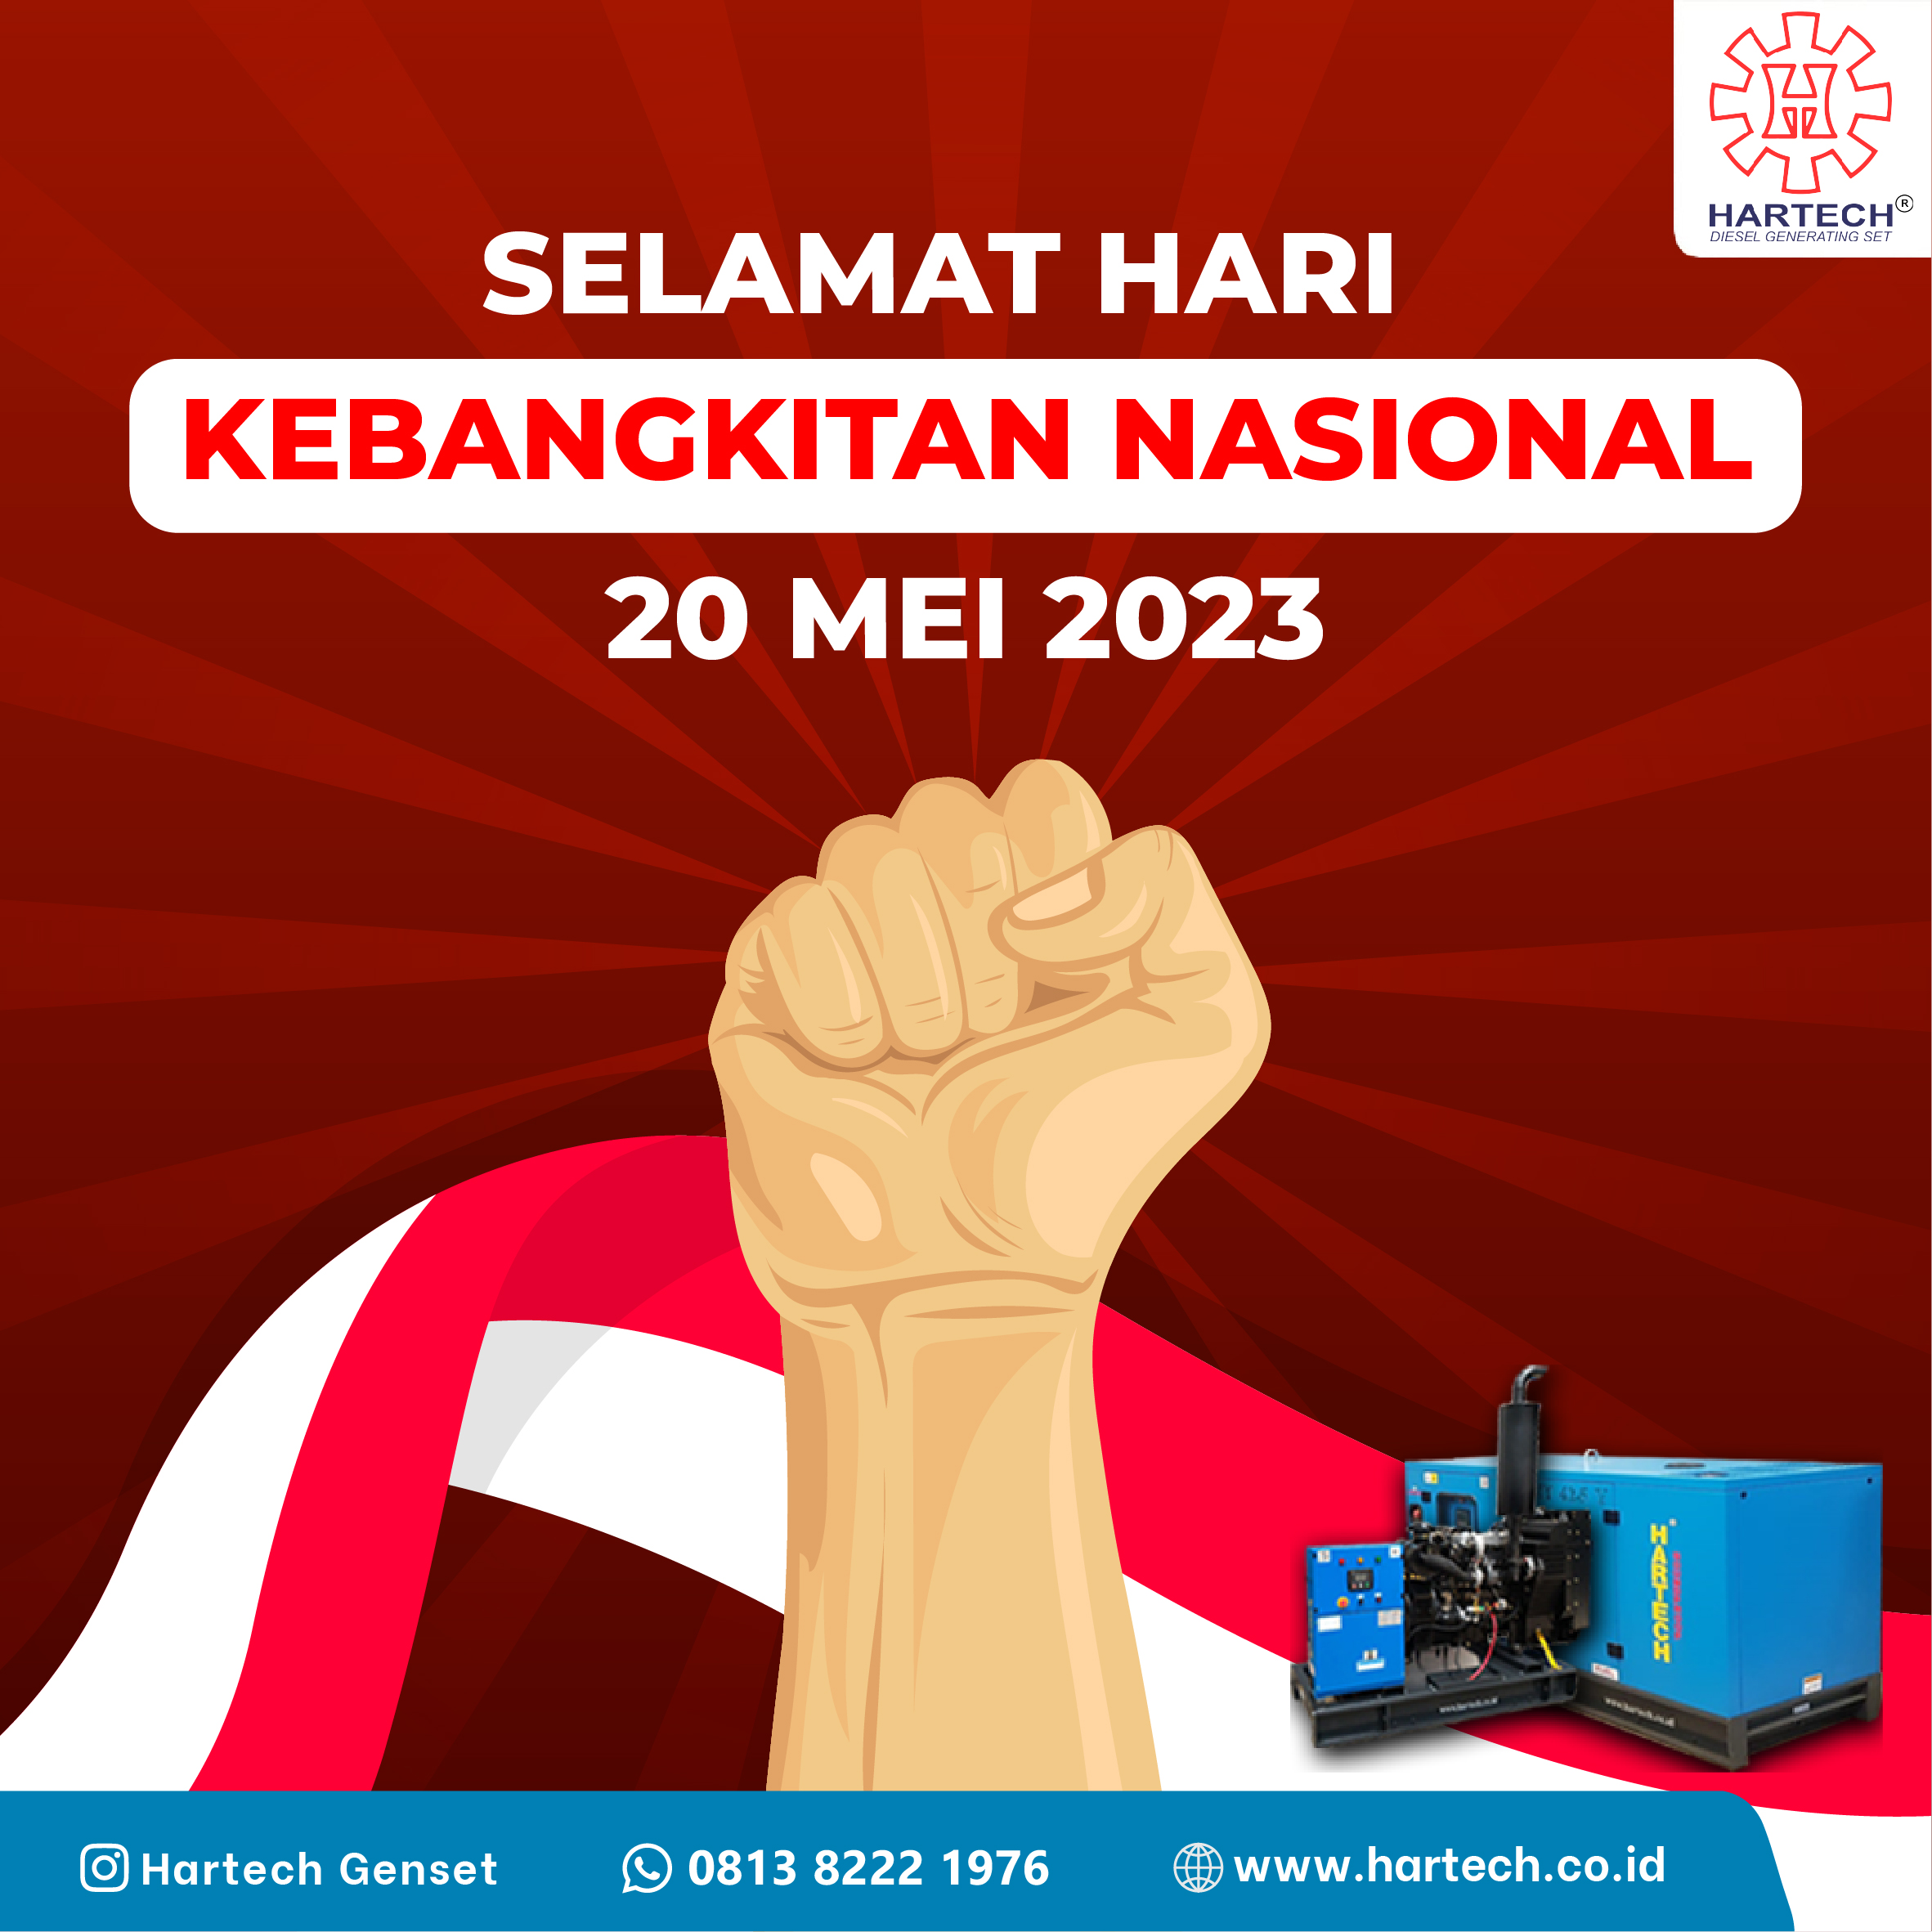 HARTECH®
DIESEL GENERATING SET
SELAMAT HARI
KEBANGKITAN NASIONAL
20 MEI 2023
HARTECH
Hartech Genset
0813 8222 1976
www.hartech.co.id